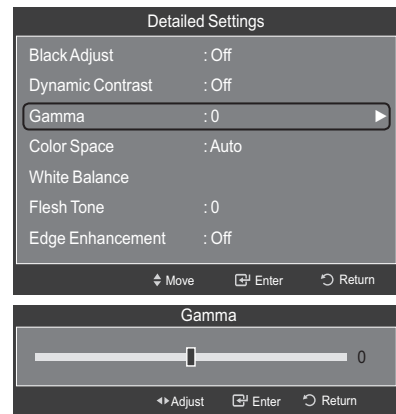 Detailed Settings
Black Adjust : Off
Dynamic Contrast : Off
Gamma : 0
Color Space : Auto
White Balance
Flesh Tone : 0
Edge Enhancement : Off
Move Enter Return
Gamma
0
Adjust Enter Return